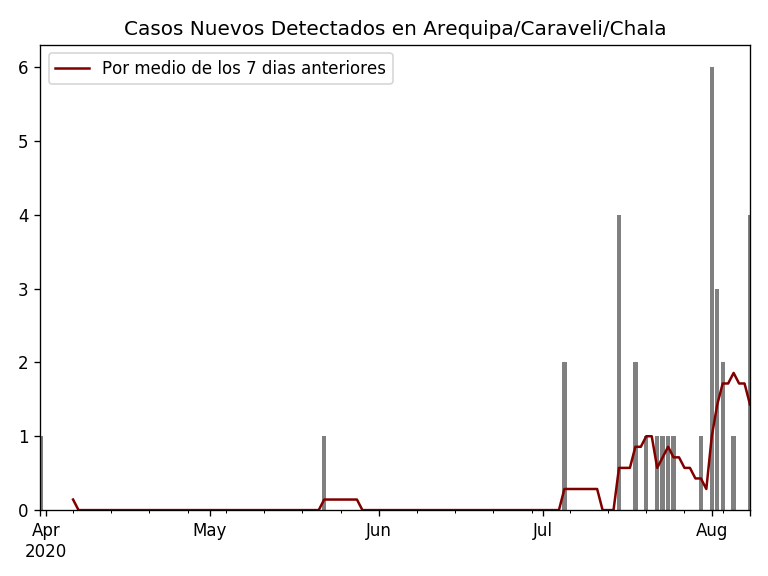 Casos Nuevos Detectados en Arequipa/Caraveli/Chala
Por medio de los 7 dias anteriores
6
5
4
3
2
1
0
Apr May Jun Jul Aug
2020